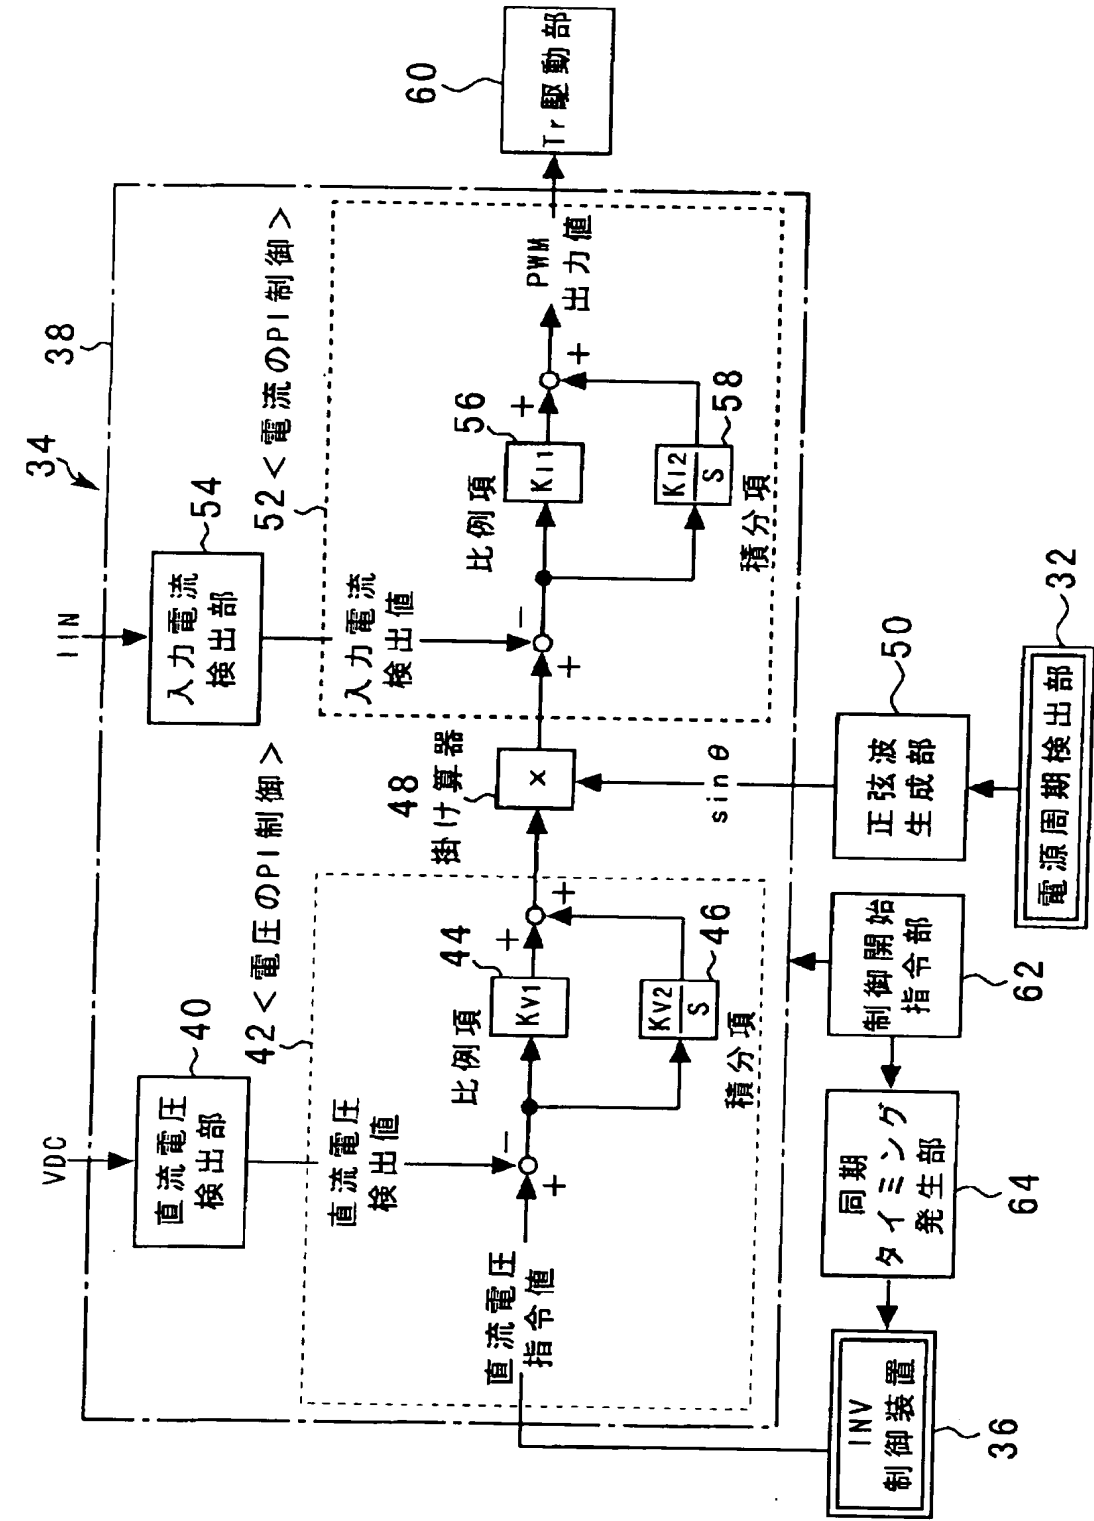 34
38
VDC
IIN
直流電圧
検出部
40
入力電流
検出部
54
42
<電圧のPI制御>
52
<電流のPI制御>
直流電圧
検出値
入力電流
検出値
直流電圧
指令値
+
−
比例項
KV1
44
+
+
KV2
S
46
積分項
48
掛け算器
×
sinθ
+
−
比例項
KI1
56
+
+
KI2
S
58
積分項
PWM
出力値
60
Tr駆動部
INV
制御装置
36
同期
タイミング
発生部
64
制御開始
指令部
62
正弦波
生成部
50
電源周期検出部
32